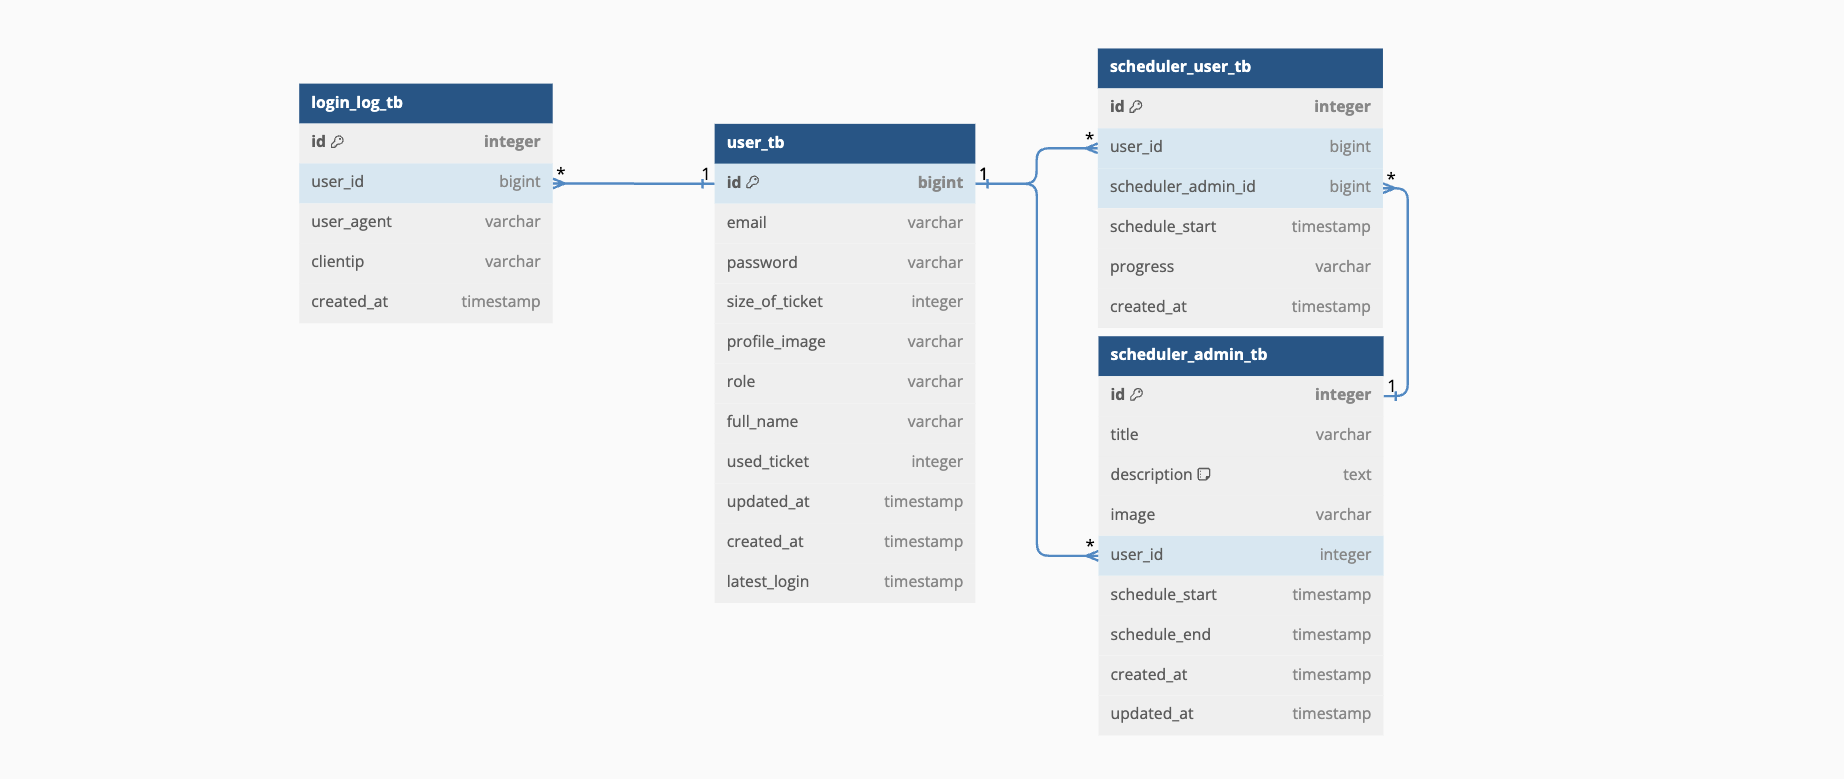 login_log_tb
id integer
user_id bigint
user_agent varchar
clientip varchar
created_at timestamp
* 1
user_tb
id bigint
email varchar
password varchar
size_of_ticket integer
profile_image varchar
role varchar
full_name varchar
used_ticket integer
updated_at timestamp
created_at timestamp
latest_login timestamp
1 *
*
scheduler_user_tb
id integer
user_id bigint
scheduler_admin_id bigint
schedule_start timestamp
progress varchar
created_at timestamp
*
1
scheduler_admin_tb
id integer
title varchar
description text
image varchar
user_id integer
schedule_start timestamp
schedule_end timestamp
created_at timestamp
updated_at timestamp